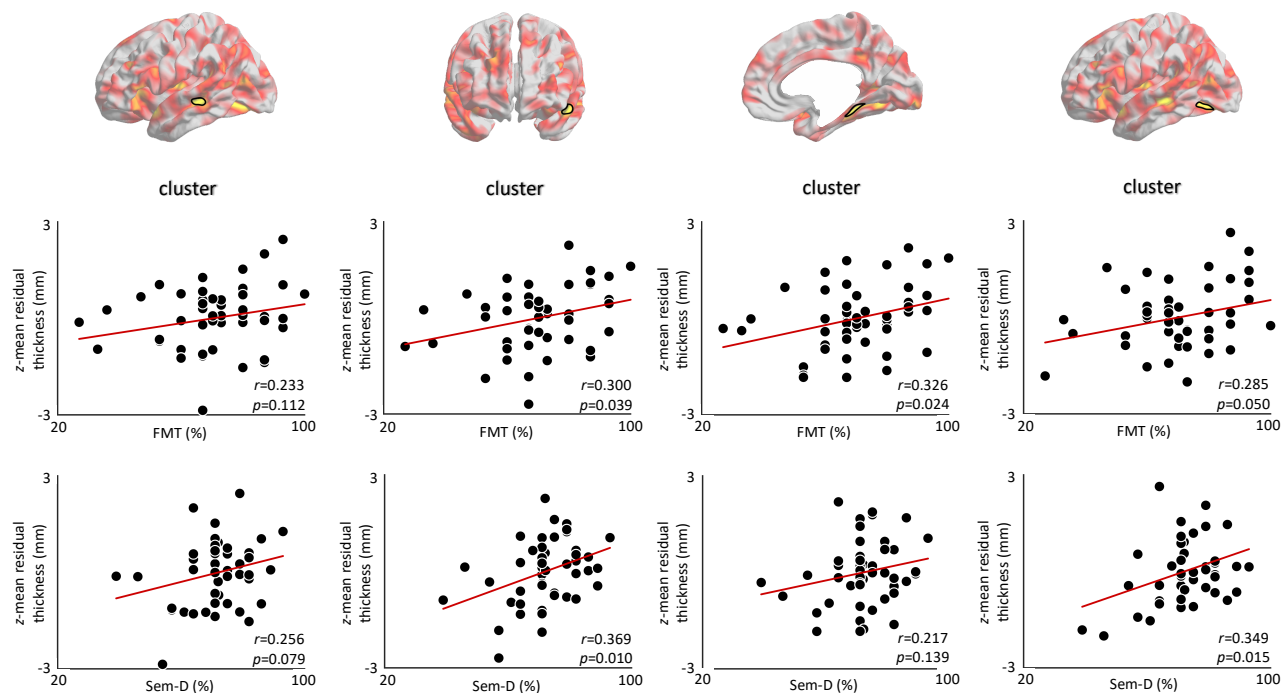 cluster
cluster
cluster
cluster
3
z-mean residual
thickness (mm)
r=0.233
p=0.112
-3
20
100
FMT (%)
3
z-mean residual
thickness (mm)
r=0.300
p=0.039
-3
20
100
FMT (%)
3
z-mean residual
thickness (mm)
r=0.326
p=0.024
-3
20
100
FMT (%)
3
z-mean residual
thickness (mm)
r=0.285
p=0.050
-3
20
100
FMT (%)
3
z-mean residual
thickness (mm)
r=0.256
p=0.079
-3
20
100
Sem-D (%)
3
z-mean residual
thickness (mm)
r=0.369
p=0.010
-3
20
100
Sem-D (%)
3
z-mean residual
thickness (mm)
r=0.217
p=0.139
-3
20
100
Sem-D (%)
3
z-mean residual
thickness (mm)
r=0.349
p=0.015
-3
20
100
Sem-D (%)